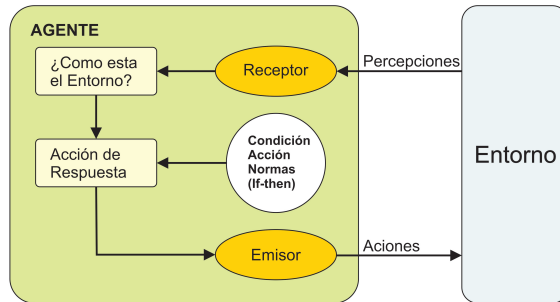 AGENTE
¿Como esta
el Entorno?
Receptor
Percepciones
Acción de
Respuesta
Condición
Acción
Normas
(If-then)
Entorno
Emisor
Aciones